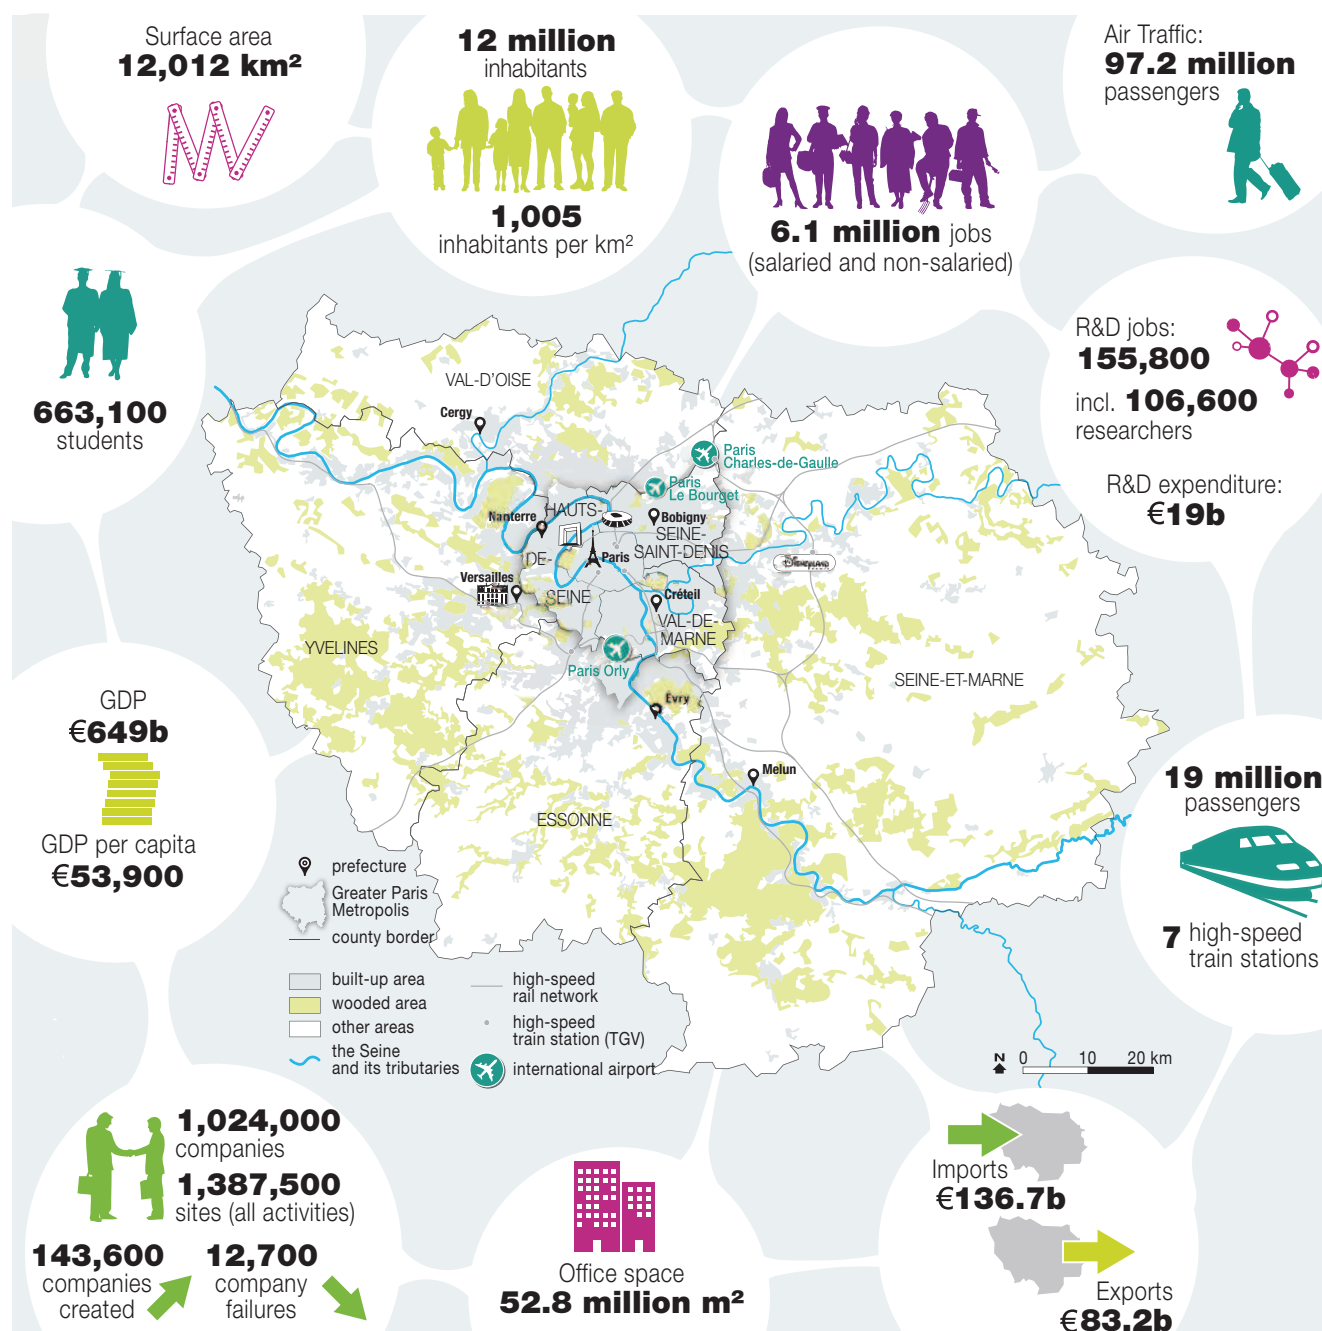 Surface area
12,012 km²
12 million
inhabitants
1,005
inhabitants per km²
6.1 million jobs
(salaried and non-salaried)
Air Traffic:
97.2 million
passengers
663,100
students
R&D jobs:
155,800
incl. 106,600
researchers
R&D expenditure:
€19b
VAL-D'OISE
Cergy
Paris
Charles-de-Gaulle
Paris
Le Bourget
Nanterre
HAUTS-
DE-
SEINE
Bobigny
SEINE-
SAINT-DENIS
Paris
DISNEYLAND
Versailles
Créteil
VAL-DE-
MARNE
YVELINES
Paris Orly
SEINE-ET-MARNE
Évry
Melun
ESSONNE
GDP
€649b
GDP per capita
€53,900
19 million
passengers
7 high-speed
train stations
prefecture
Greater Paris
Metropolis
county border
built-up area
wooded area
other areas
the Seine
and its tributaries
high-speed
rail network
high-speed
train station (TGV)
international airport
N 0 10 20 km
1,024,000
companies
1,387,500
sites (all activities)
143,600
companies
created
12,700
company
failures
Office space
52.8 million m²
Imports
€136.7b
Exports
€83.2b